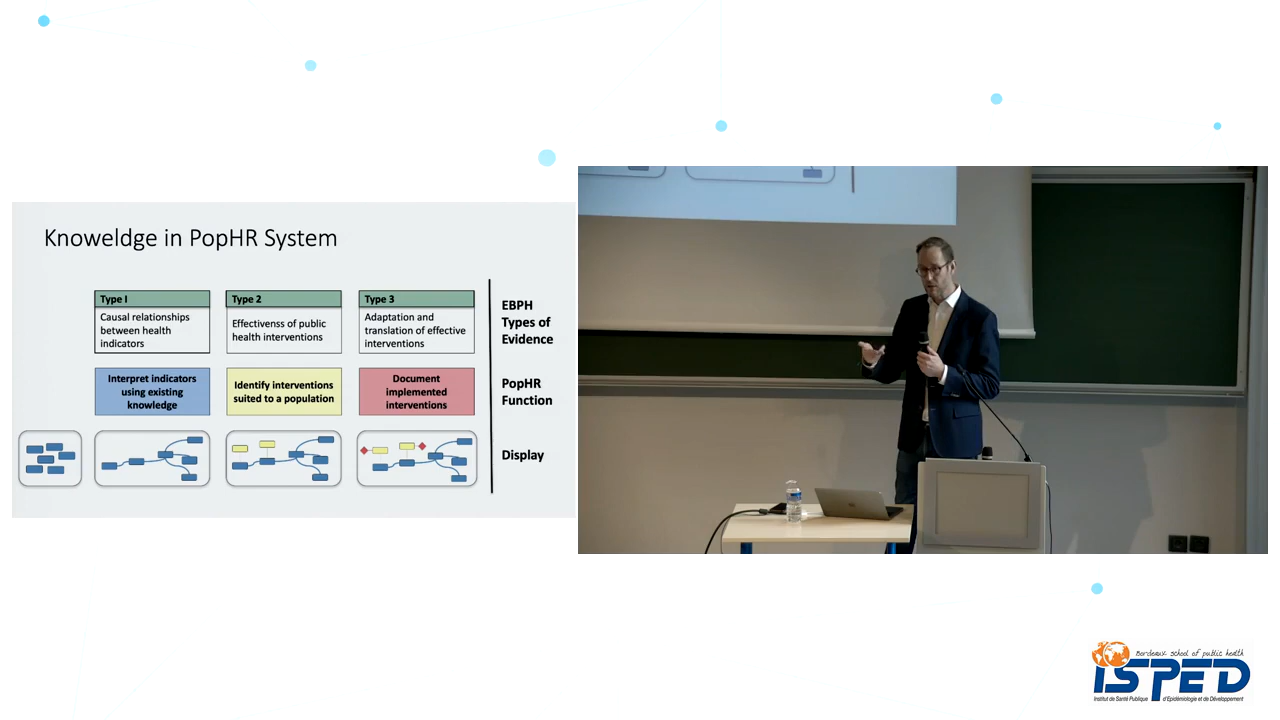 Knoweldge in PopHR System
Type I
Causal relationships
between health
indicators
Type 2
Effectivenss of public
health interventions
Type 3
Adaptation and
translation of effective
interventions
EBPH
Types of
Evidence
Interpret indicators
using existing
knowledge
Identify interventions
suited to a population
Document
implemented
interventions
PopHR
Function
Display
Bordeaux school of public health
ISPED
Institut de Santé Publique d'Epidémiologie et de Développement